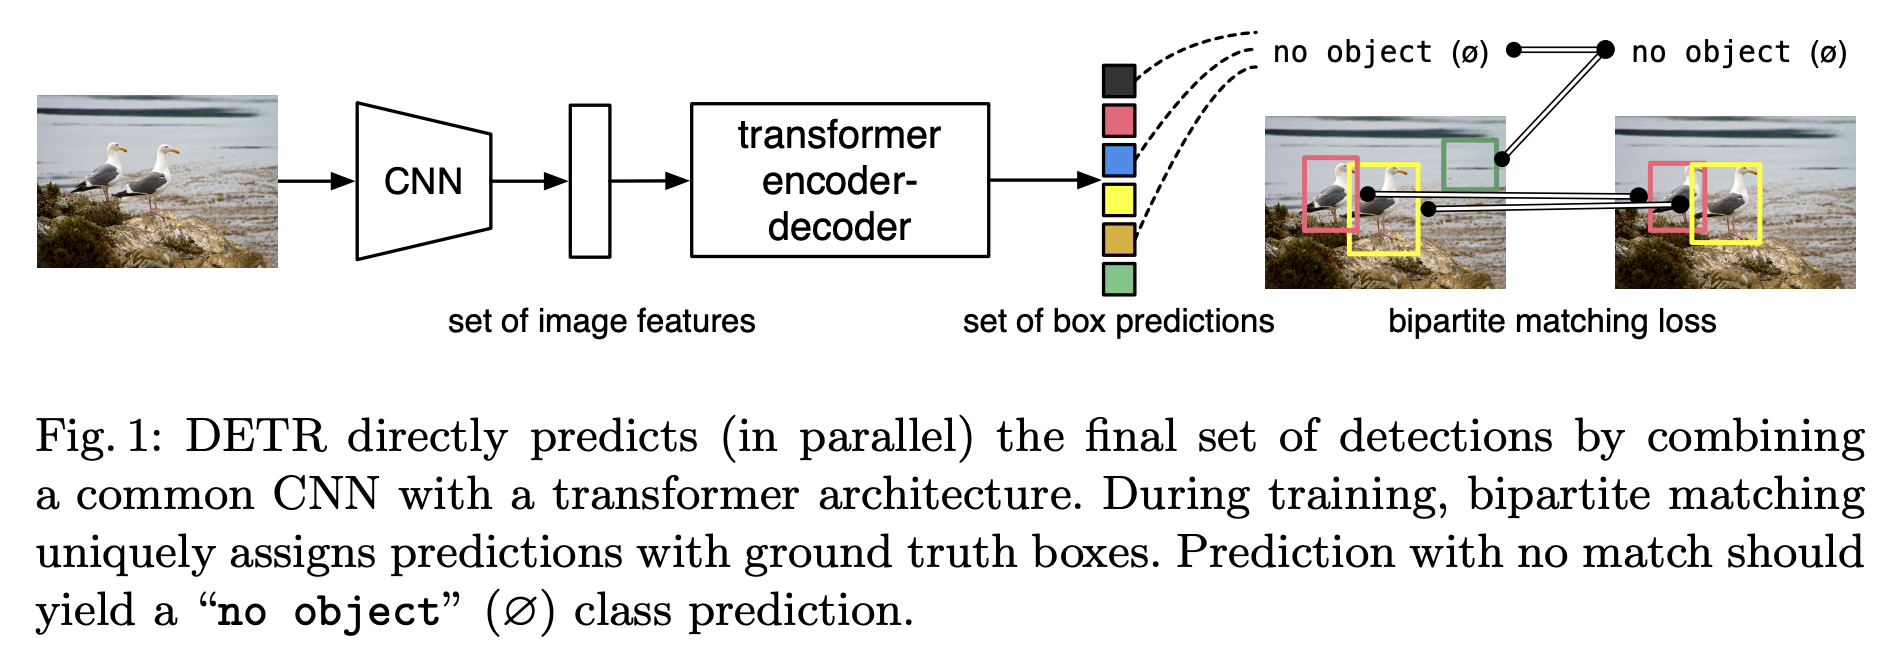 CNN
transformer
encoder-
decoder
no object (ø)
no object (ø)
set of image features
set of box predictions
bipartite matching loss
Fig. 1: DETR directly predicts (in parallel) the final set of detections by combining
a common CNN with a transformer architecture. During training, bipartite matching
uniquely assigns predictions with ground truth boxes. Prediction with no match should
yield a “no object” (∅) class prediction.